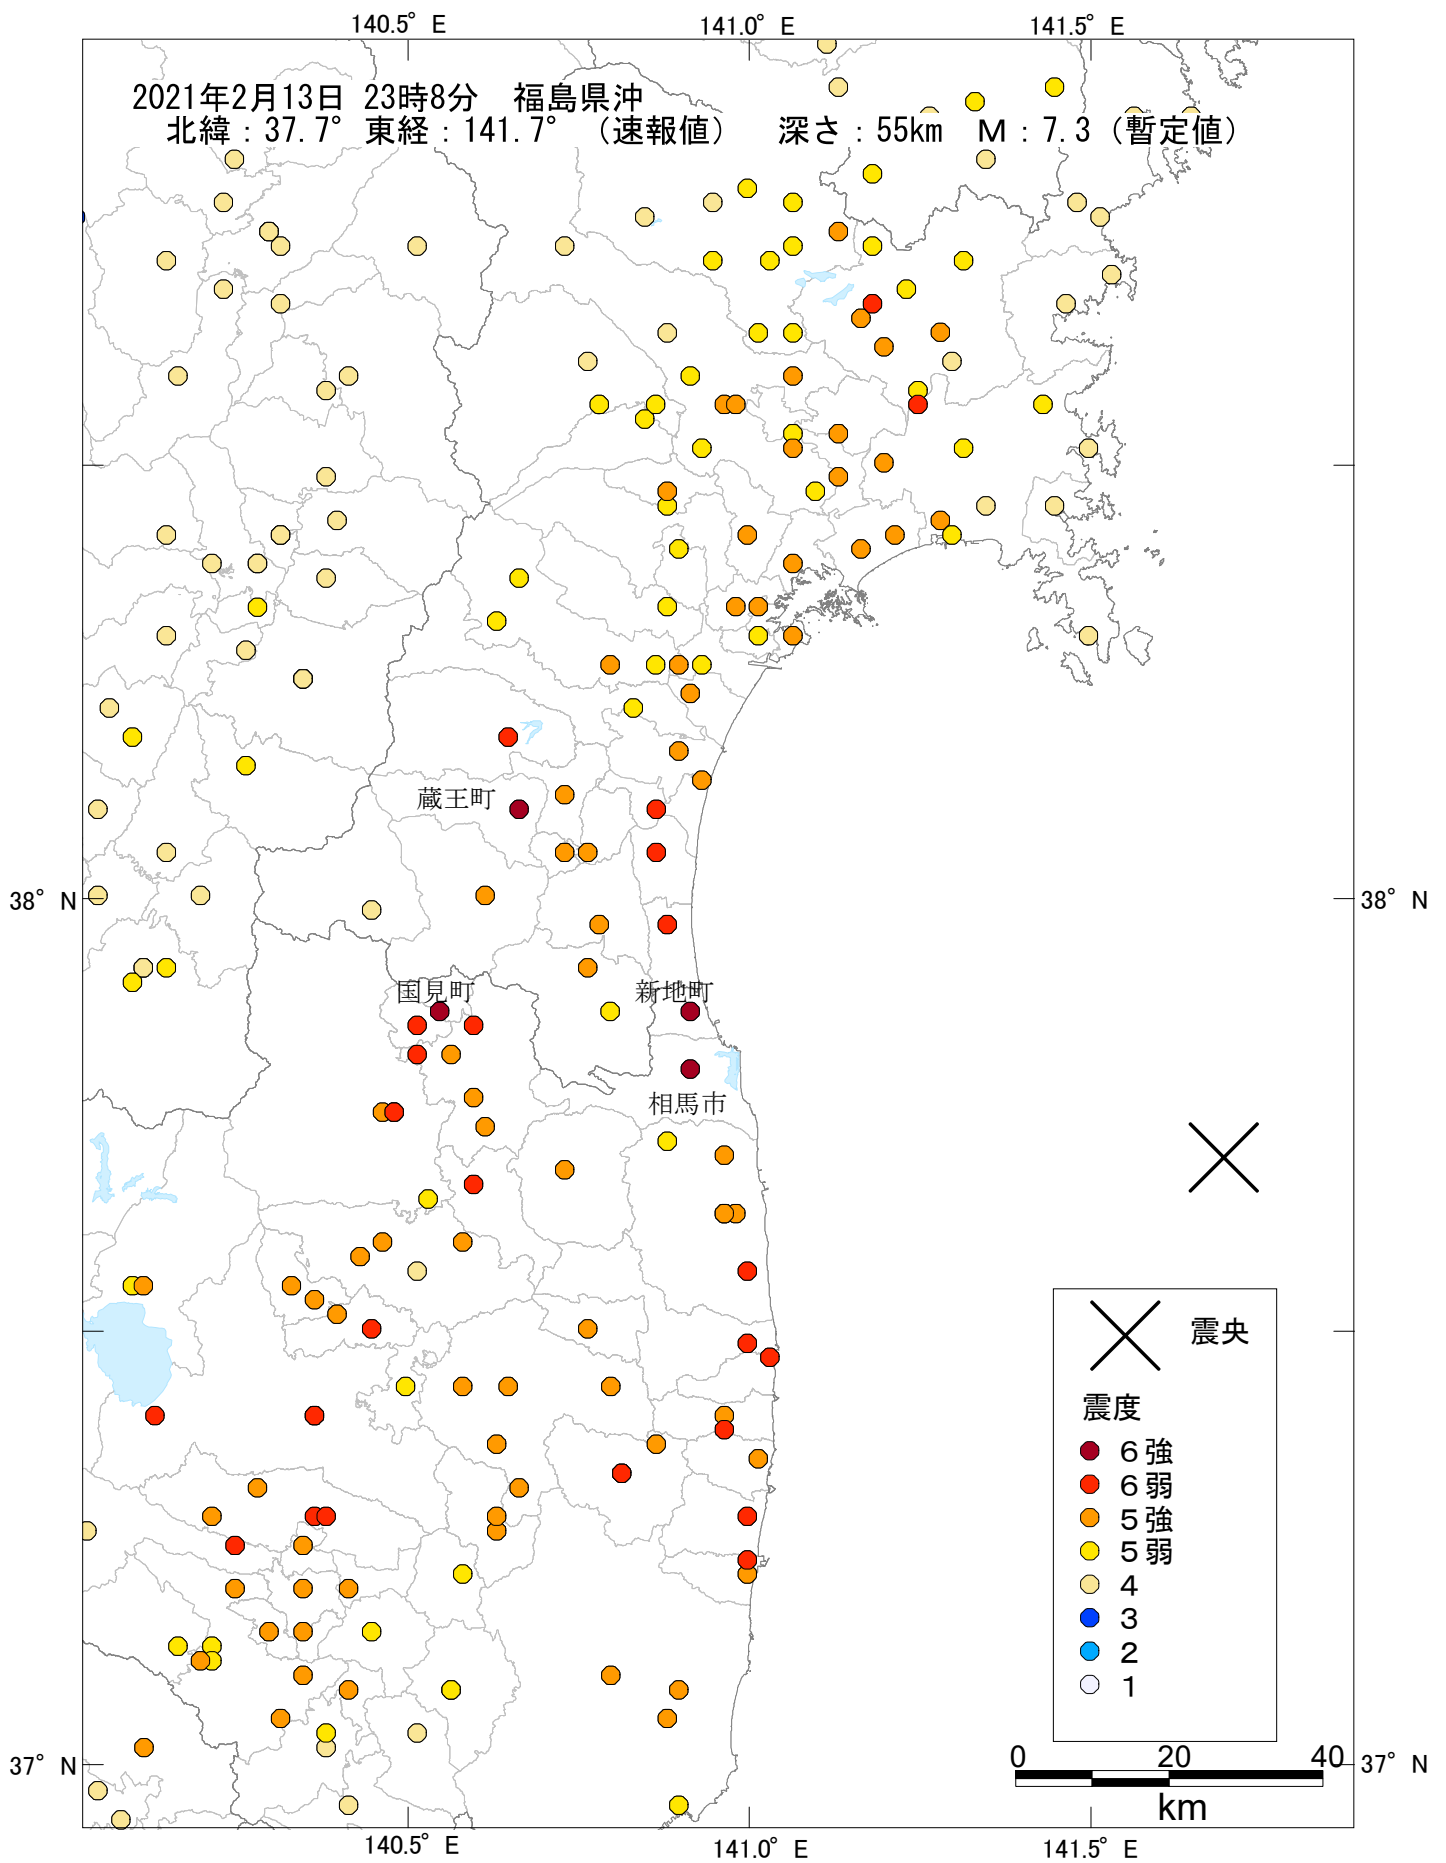 140.5° E
141.0° E
141.5° E
2021年2月13日 23時8分 福島県沖
北緯：37.7° 東経：141.7° （速報値） 深さ：55km M：7.3（暫定値）
蔵王町
38° N
38° N
国見町
新地町
相馬市
震央
震度
６強
６弱
５強
５弱
４
３
２
１
0 20 40
km
37° N
37° N
140.5° E
141.0° E
141.5° E